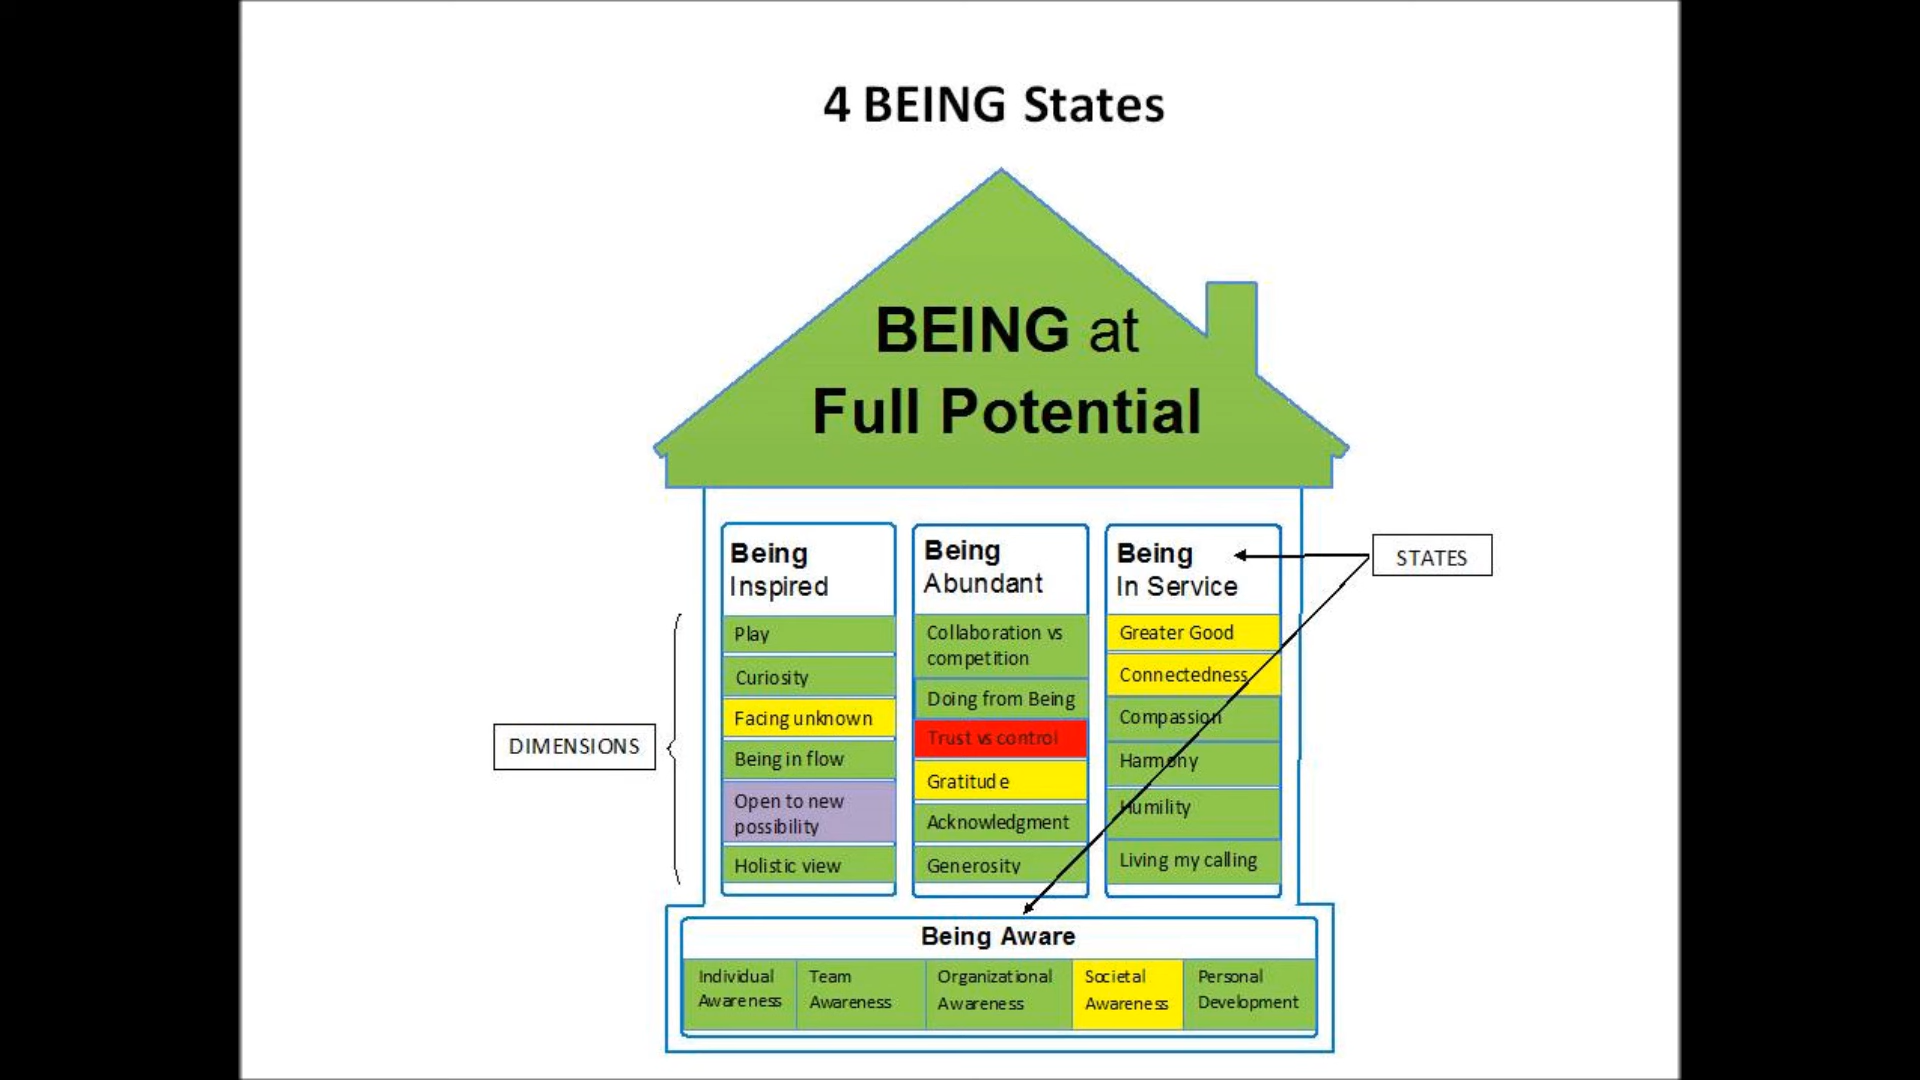 4 BEING States
BEING at
Full Potential
Being
Inspired
Play
Curiosity
Facing unknown
Being in flow
Open to new
possibility
Holistic view
Being
Abundant
Collaboration vs
competition
Doing from Being
Trust vs control
Gratitude
Acknowledgment
Generosity
Being
In Service
Greater Good
Connectedness
Compassion
Harmony
Humility
Living my calling
STATES
DIMENSIONS
Being Aware
Individual
Awareness
Team
Awareness
Organizational
Awareness
Societal
Awareness
Personal
Development